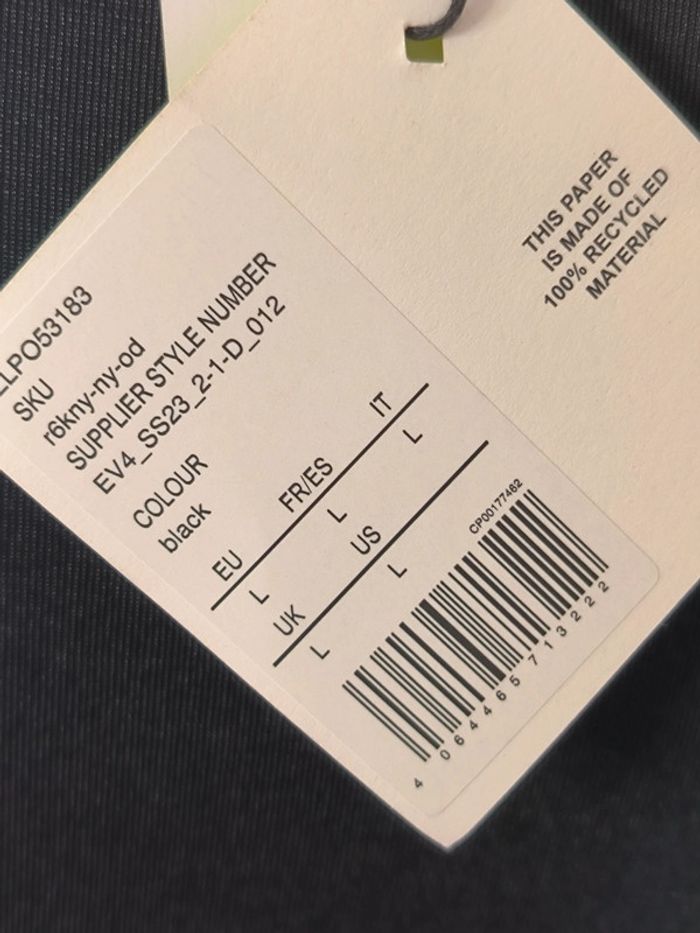 LPO53183
SKU
r6kny-ny-od
SUPPLIER STYLE NUMBER
EV4_SS23_2-1-D_012
COLOUR
black
EU FR/ES IT
L L L
UK US
L L
CP00177462
4 064465 713222
THIS PAPER
IS MADE OF
100% RECYCLED
MATERIAL